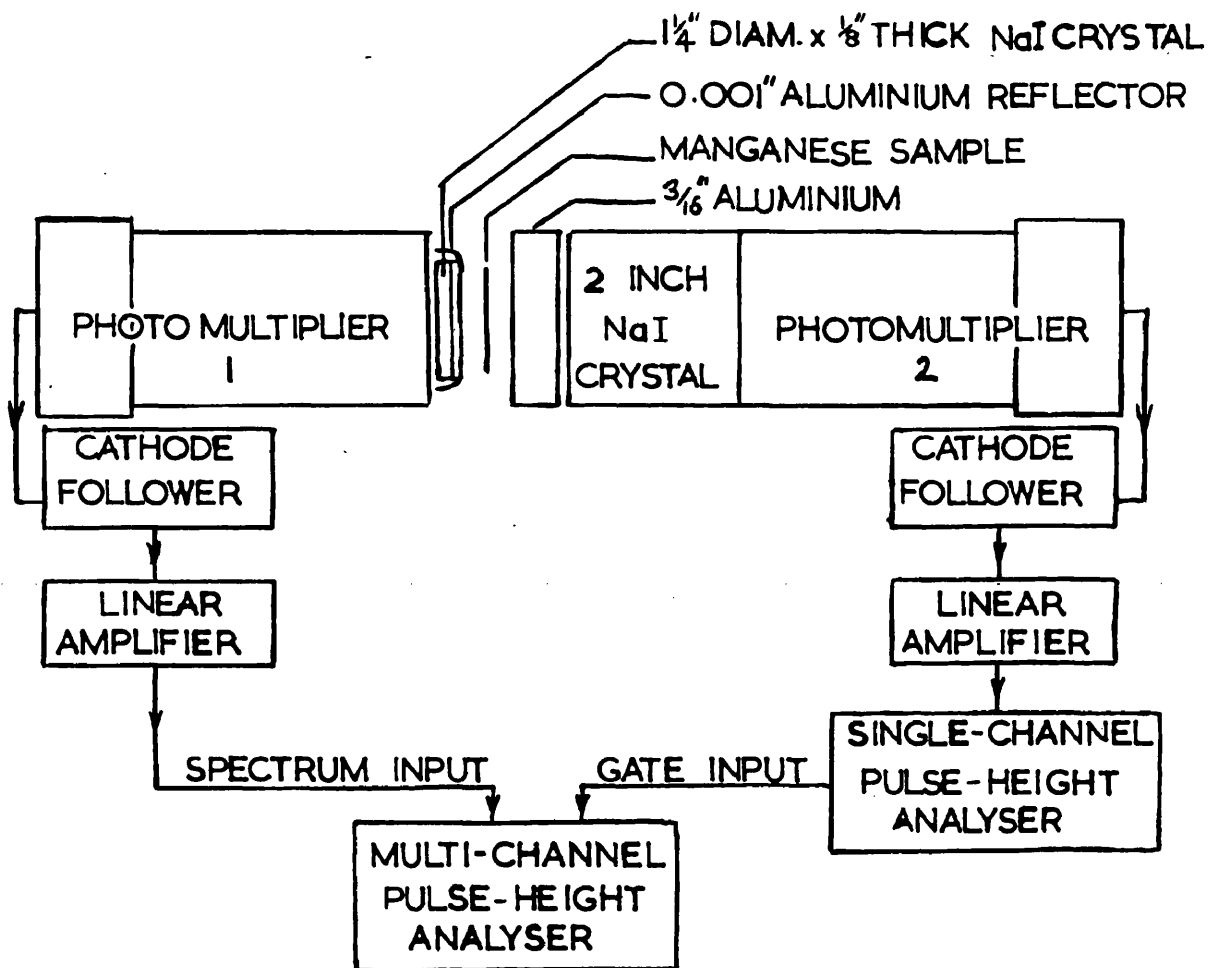 1¼" DIAM. x ⅛" THICK NaI CRYSTAL
0.001" ALUMINIUM REFLECTOR
MANGANESE SAMPLE
3/16" ALUMINIUM
PHOTO MULTIPLIER
1
2 INCH
NaI
CRYSTAL
PHOTOMULTIPLIER
2
CATHODE
FOLLOWER
CATHODE
FOLLOWER
LINEAR
AMPLIFIER
LINEAR
AMPLIFIER
SPECTRUM INPUT
GATE INPUT
SINGLE-CHANNEL
PULSE-HEIGHT
ANALYSER
MULTI-CHANNEL
PULSE-HEIGHT
ANALYSER